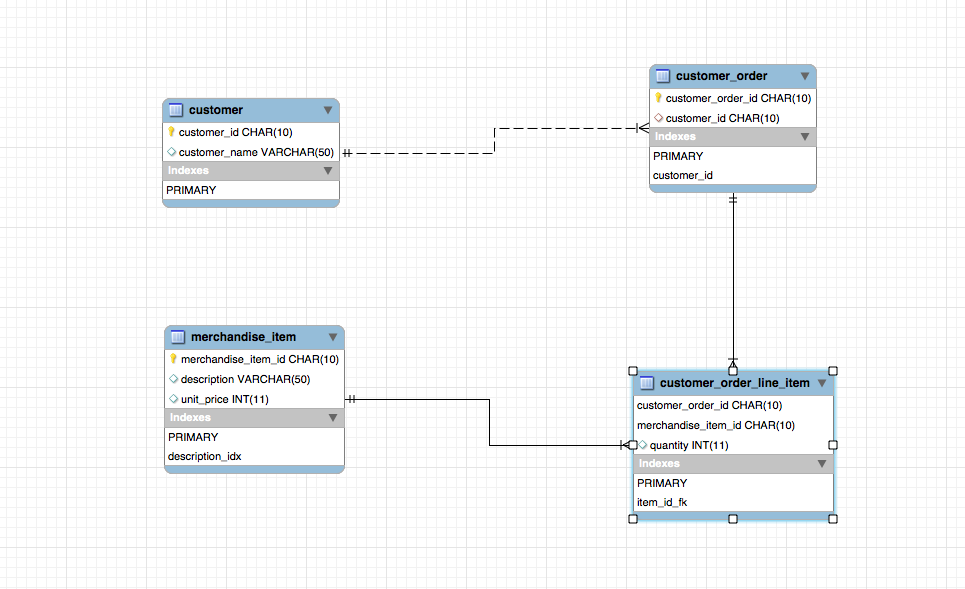 customer
customer_id CHAR(10)
customer_name VARCHAR(50)
Indexes
PRIMARY
customer_order
customer_order_id CHAR(10)
customer_id CHAR(10)
Indexes
PRIMARY
customer_id
merchandise_item
merchandise_item_id CHAR(10)
description VARCHAR(50)
unit_price INT(11)
Indexes
PRIMARY
description_idx
customer_order_line_item
customer_order_id CHAR(10)
merchandise_item_id CHAR(10)
quantity INT(11)
Indexes
PRIMARY
item_id_fk